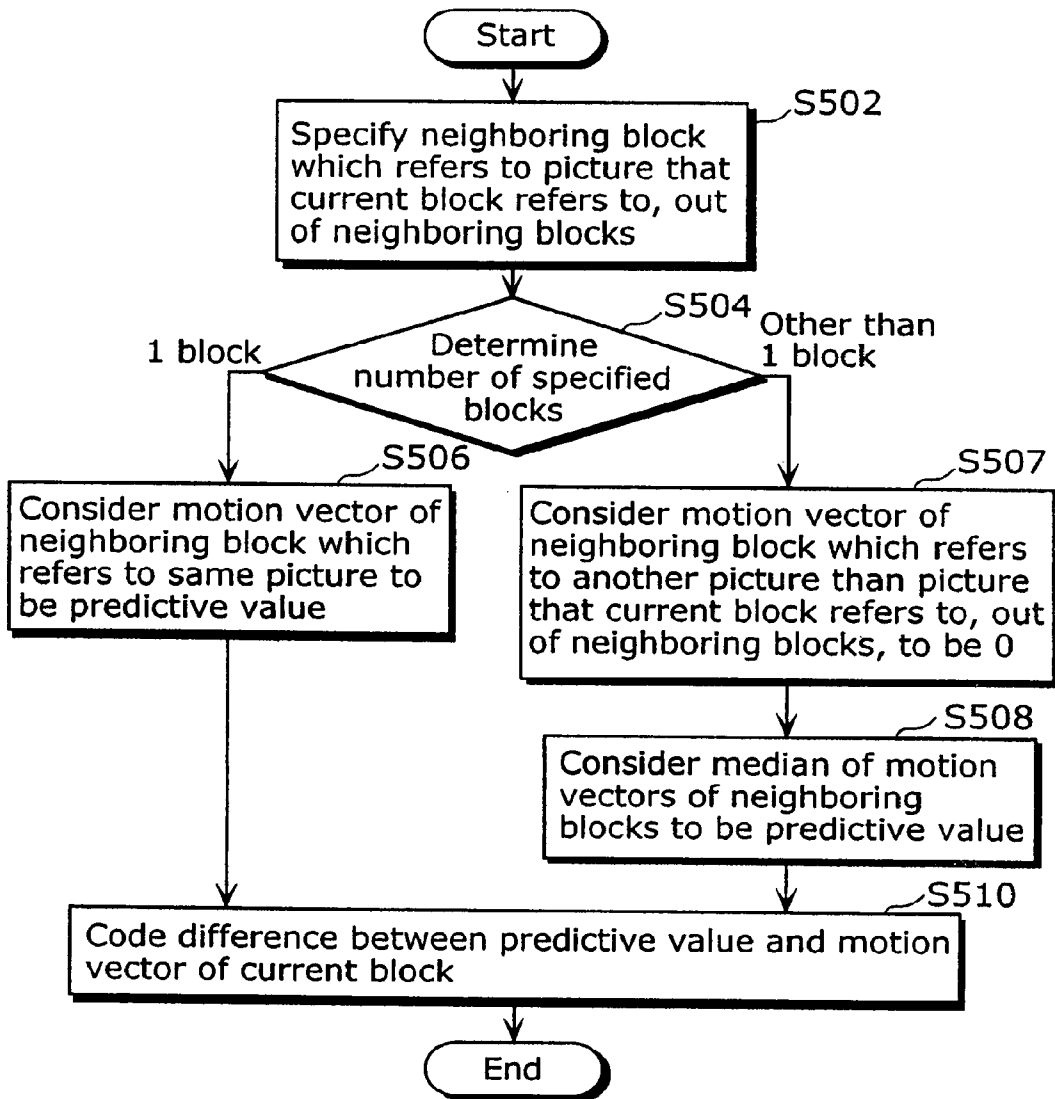 Start
S502
Specify neighboring block
which refers to picture that
current block refers to, out
of neighboring blocks
S504
1 block
Other than
1 block
Determine
number of specified
blocks
S506
Consider motion vector of
neighboring block which
refers to same picture to
be predictive value
S507
Consider motion vector of
neighboring block which refers
to another picture than picture
that current block refers to, out
of neighboring blocks, to be 0
S508
Consider median of motion
vectors of neighboring
blocks to be predictive value
S510
Code difference between predictive value and motion
vector of current block
End